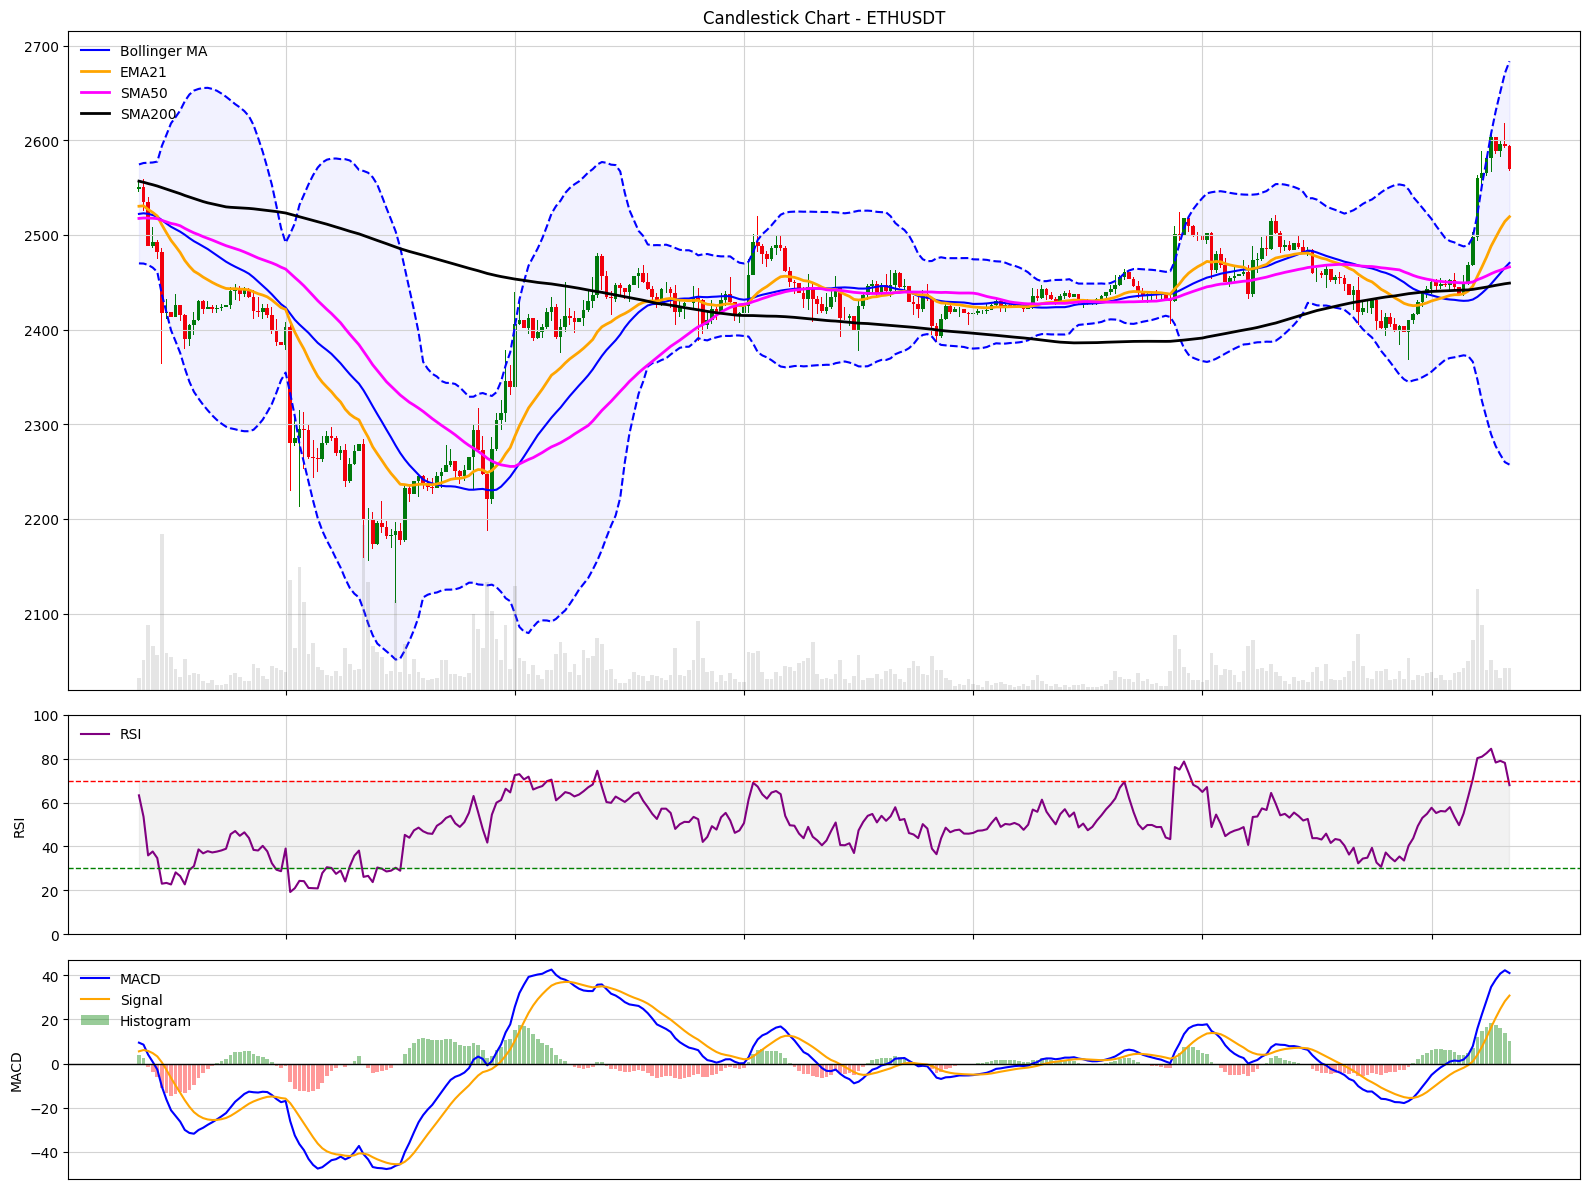 Candlestick Chart - ETHUSDT
Bollinger MA
EMA21
SMA50
SMA200
2700
2600
2500
2400
2300
2200
2100
RSI
RSI
100
80
60
40
20
0
MACD
Signal
Histogram
MACD
40
20
0
−20
−40